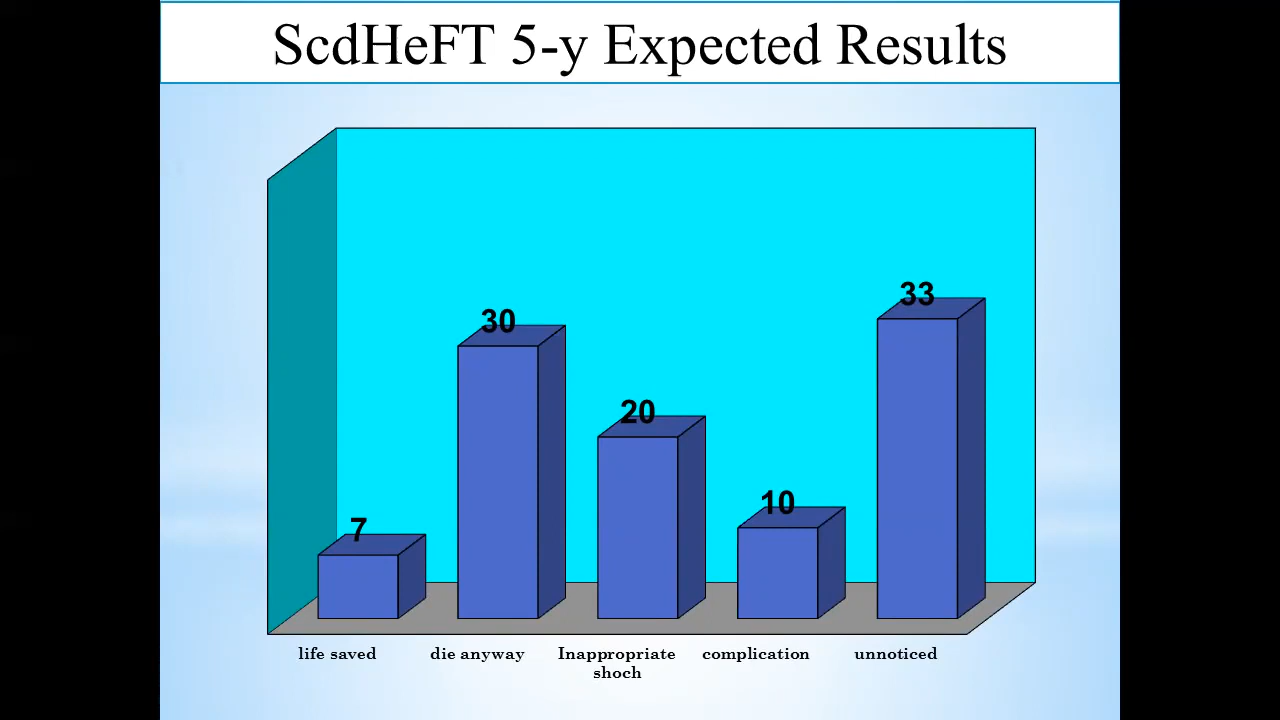 ScdHeFT 5-y Expected Results
33
30
20
10
7
life saved die anyway Inappropriate complication unnoticed
shoch